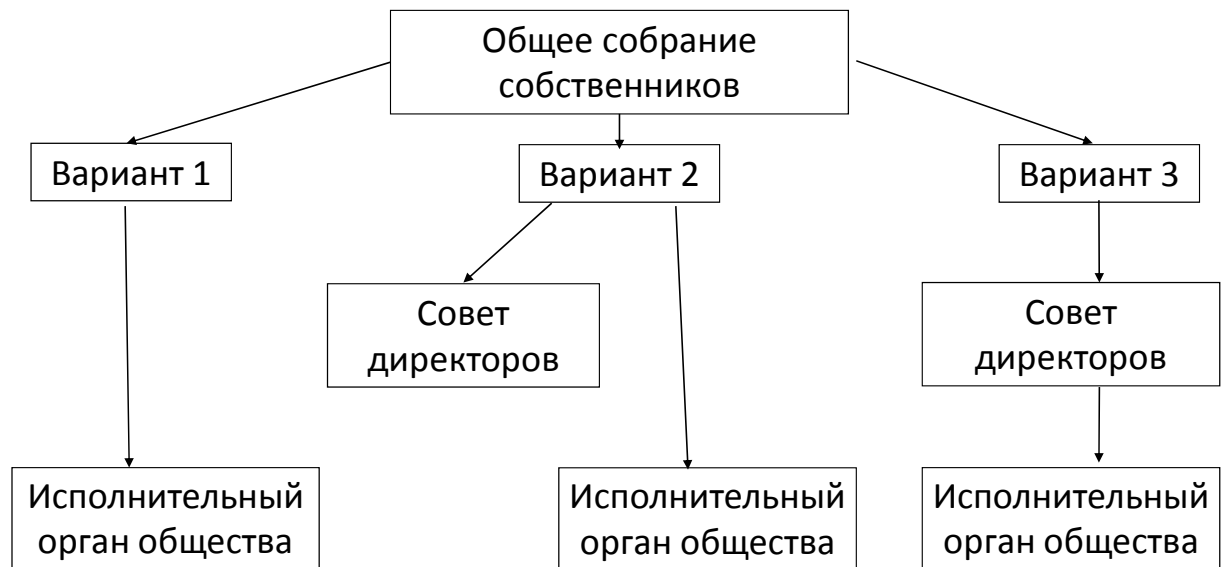 Общее собрание
собственников
Вариант 1
Вариант 2
Вариант 3
Совет
директоров
Совет
директоров
Исполнительный
орган общества
Исполнительный
орган общества
Исполнительный
орган общества